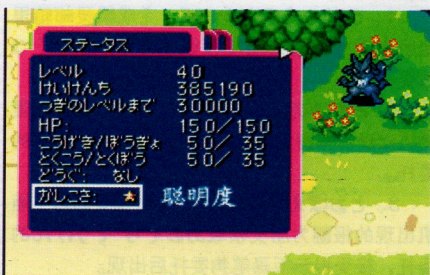 ステータス
レベル 40
けいけんち 385190
つぎのレベルまで 30000
HP: 150/150
こうげき/ぼうぎょ 50/ 35
とくこう/とくぼう 50/ 35
どうぐ: なし
かしこさ: ★ 聪明度